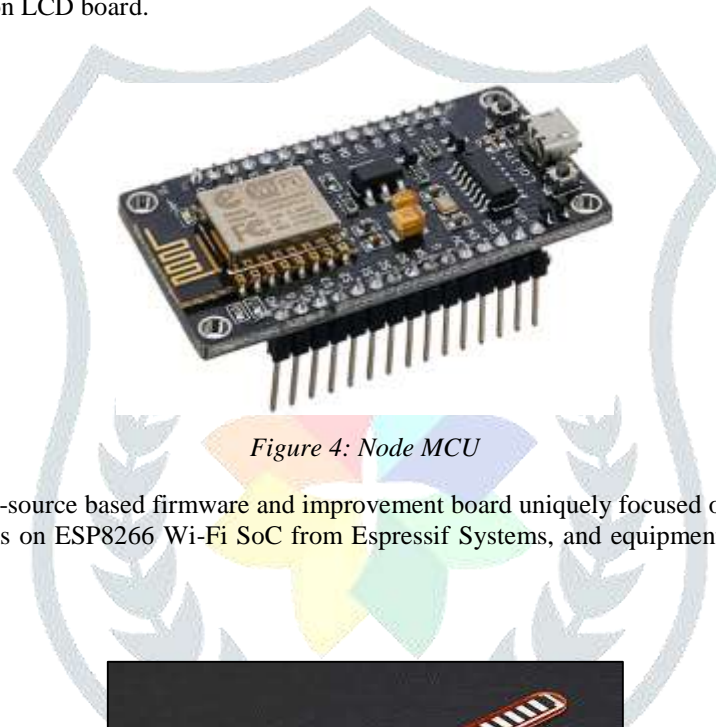 on LCD board.
Figure 4: Node MCU
-source based firmware and improvement board uniquely focused o
s on ESP8266 Wi-Fi SoC from Espressif Systems, and equipmen